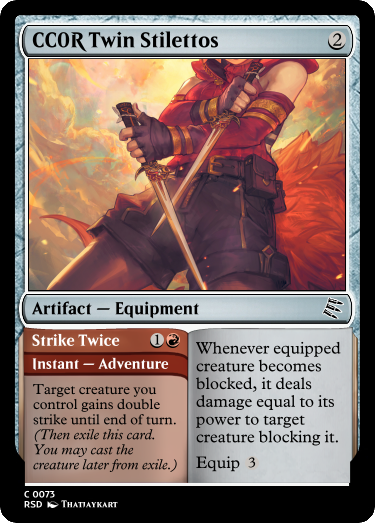 CCOR Twin Stilettos 2
Artifact — Equipment
Strike Twice 1
Instant — Adventure
Target creature you
control gains double
strike until end of turn.
(Then exile this card.
You may cast the
creature later from exile.)
Whenever equipped
creature becomes
blocked, it deals
damage equal to its
power to target
creature blocking it.
Equip 3
C 0073
RSD Thatjaykart